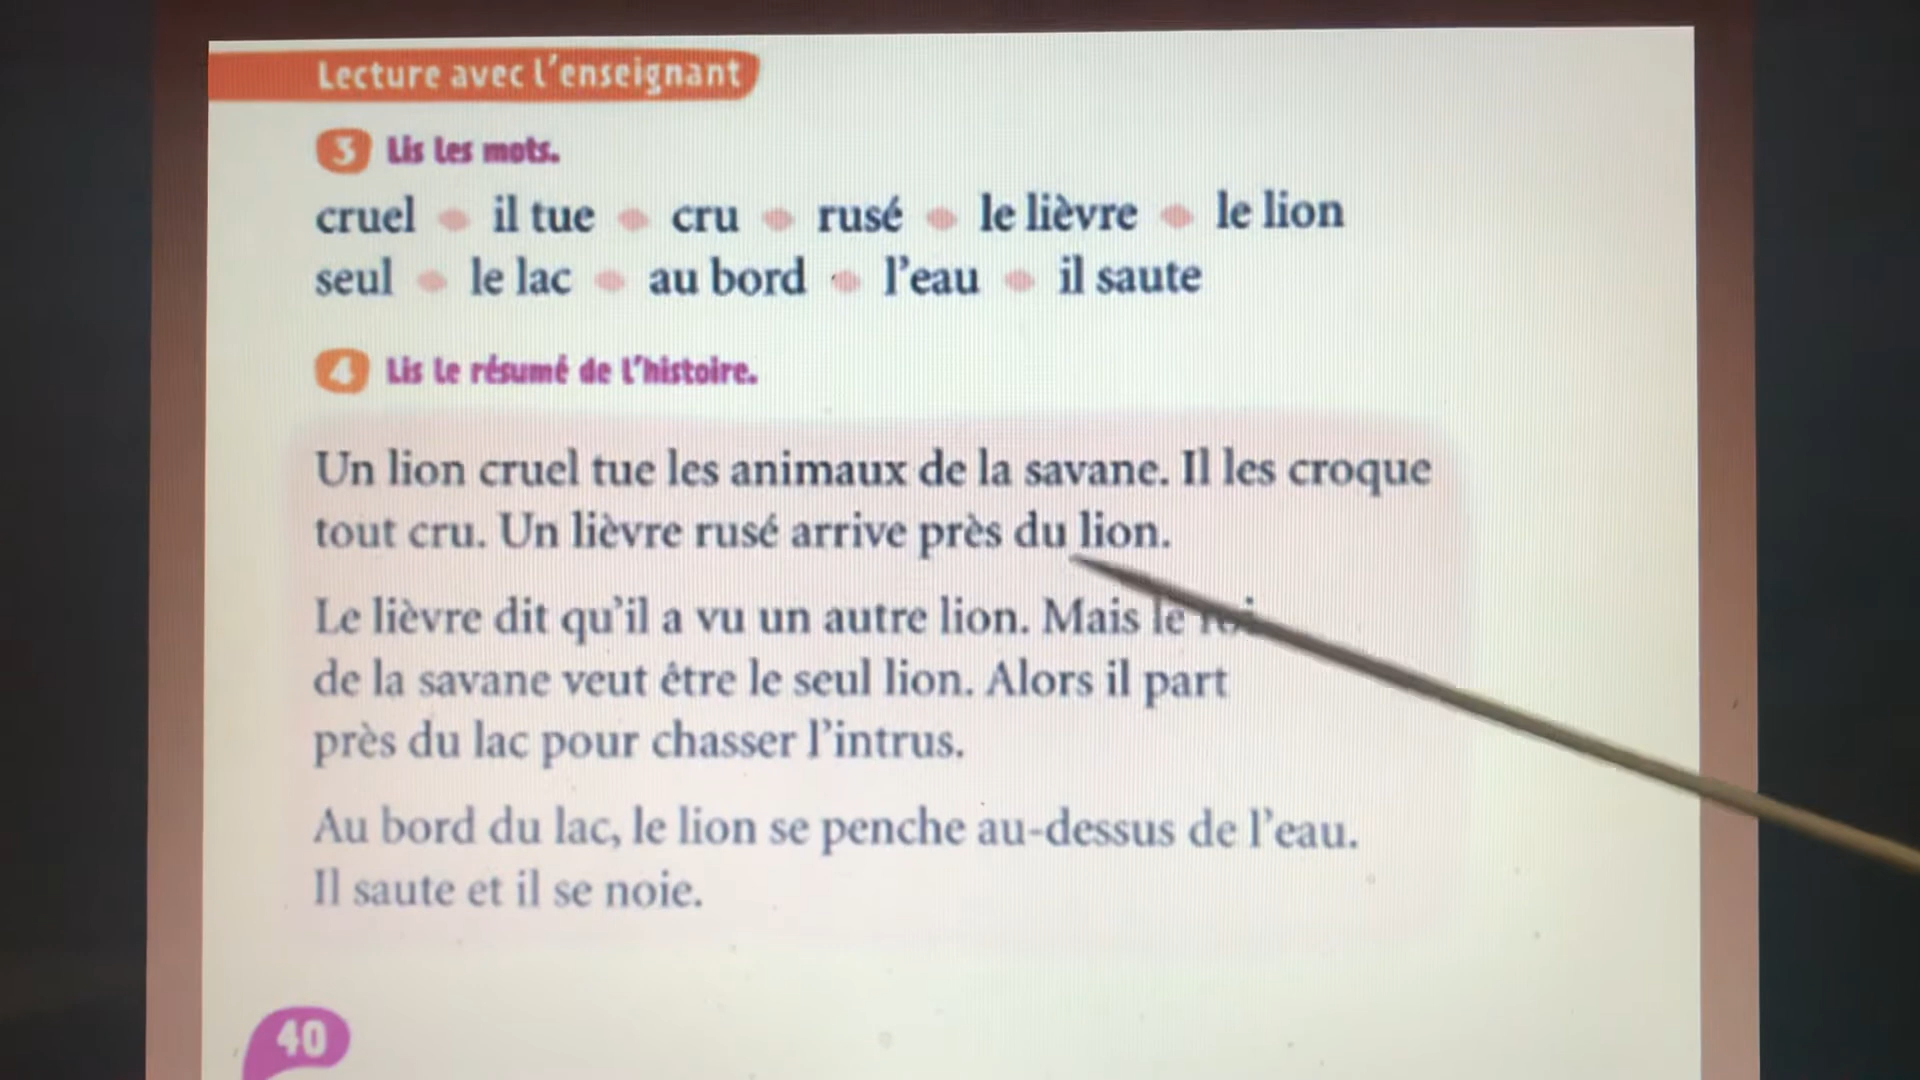 Lecture avec l'enseignant
3 Lis les mots.
cruel il tue cru rusé le lièvre le lion
seul le lac au bord l'eau il saute
4 Lis le résumé de l'histoire.
Un lion cruel tue les animaux de la savane. Il les croque
tout cru. Un lièvre rusé arrive près du lion.
Le lièvre dit qu'il a vu un autre lion. Mais le roi
de la savane veut être le seul lion. Alors il part
près du lac pour chasser l'intrus.
Au bord du lac, le lion se penche au-dessus de l'eau.
Il saute et il se noie.
40